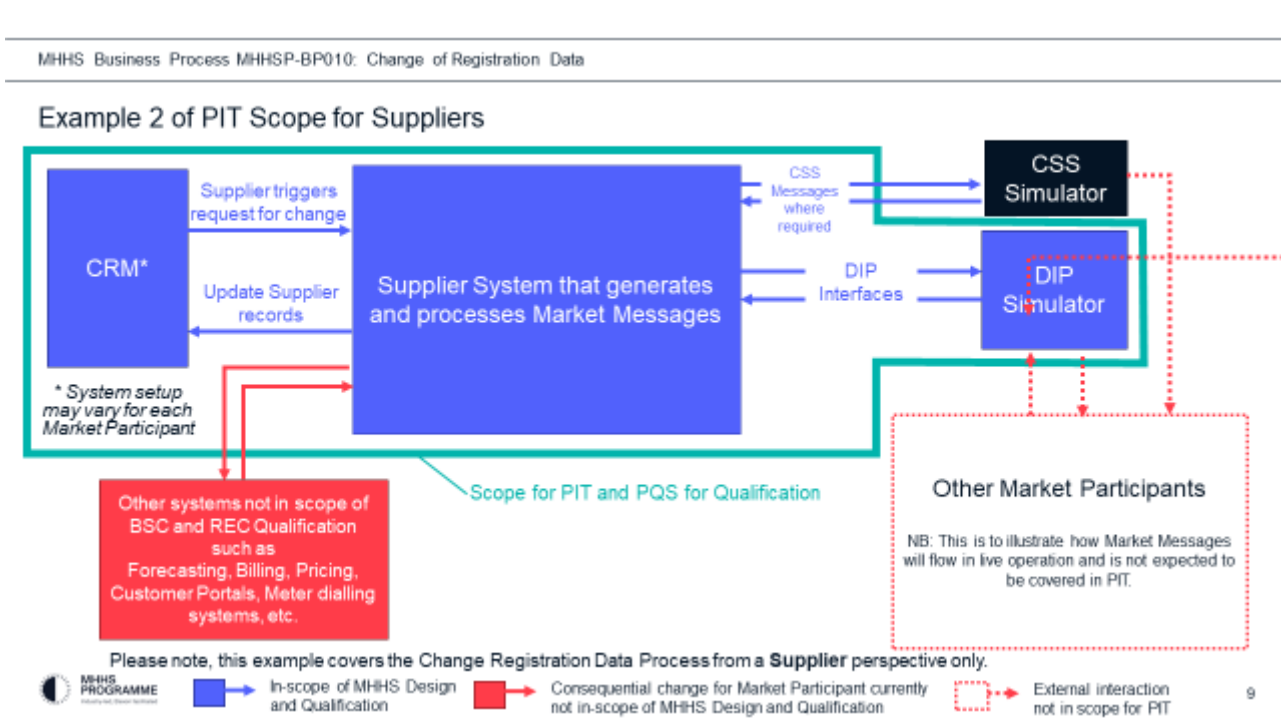 MHHS Business Process MHHSP-BP010: Change of Registration Data
Example 2 of PIT Scope for Suppliers
CRM*
Supplier triggers
request for change
Update Supplier
records
* System setup
may vary for each
Market Participant
Supplier System that generates
and processes Market Messages
CSS
Messages
where
required
DIP
Interfaces
CSS
Simulator
DIP
Simulator
Scope for PIT and PQS for Qualification
Other systems not in scope of
BSC and REC Qualification
such as
Forecasting, Billing, Pricing,
Customer Portals, Meter dialling
systems, etc.
Other Market Participants
NB: This is to illustrate how Market Messages
will flow in live operation and is not expected to
be covered in PIT.
Please note, this example covers the Change Registration Data Process from a Supplier perspective only.
MHHS
PROGRAMME
In-scope of MHHS Design
and Qualification
Consequential change for Market Participant currently
not in-scope of MHHS Design and Qualification
External interaction
not in scope for PIT
9